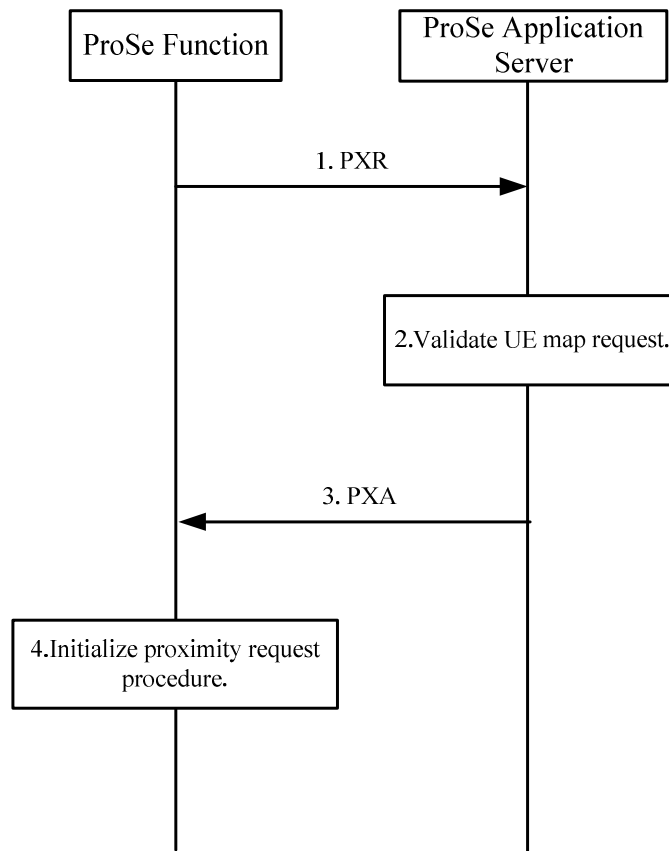 ProSe Function
ProSe Application
Server
1. PXR
2.Validate UE map request.
3. PXA
4.Initialize proximity request
procedure.